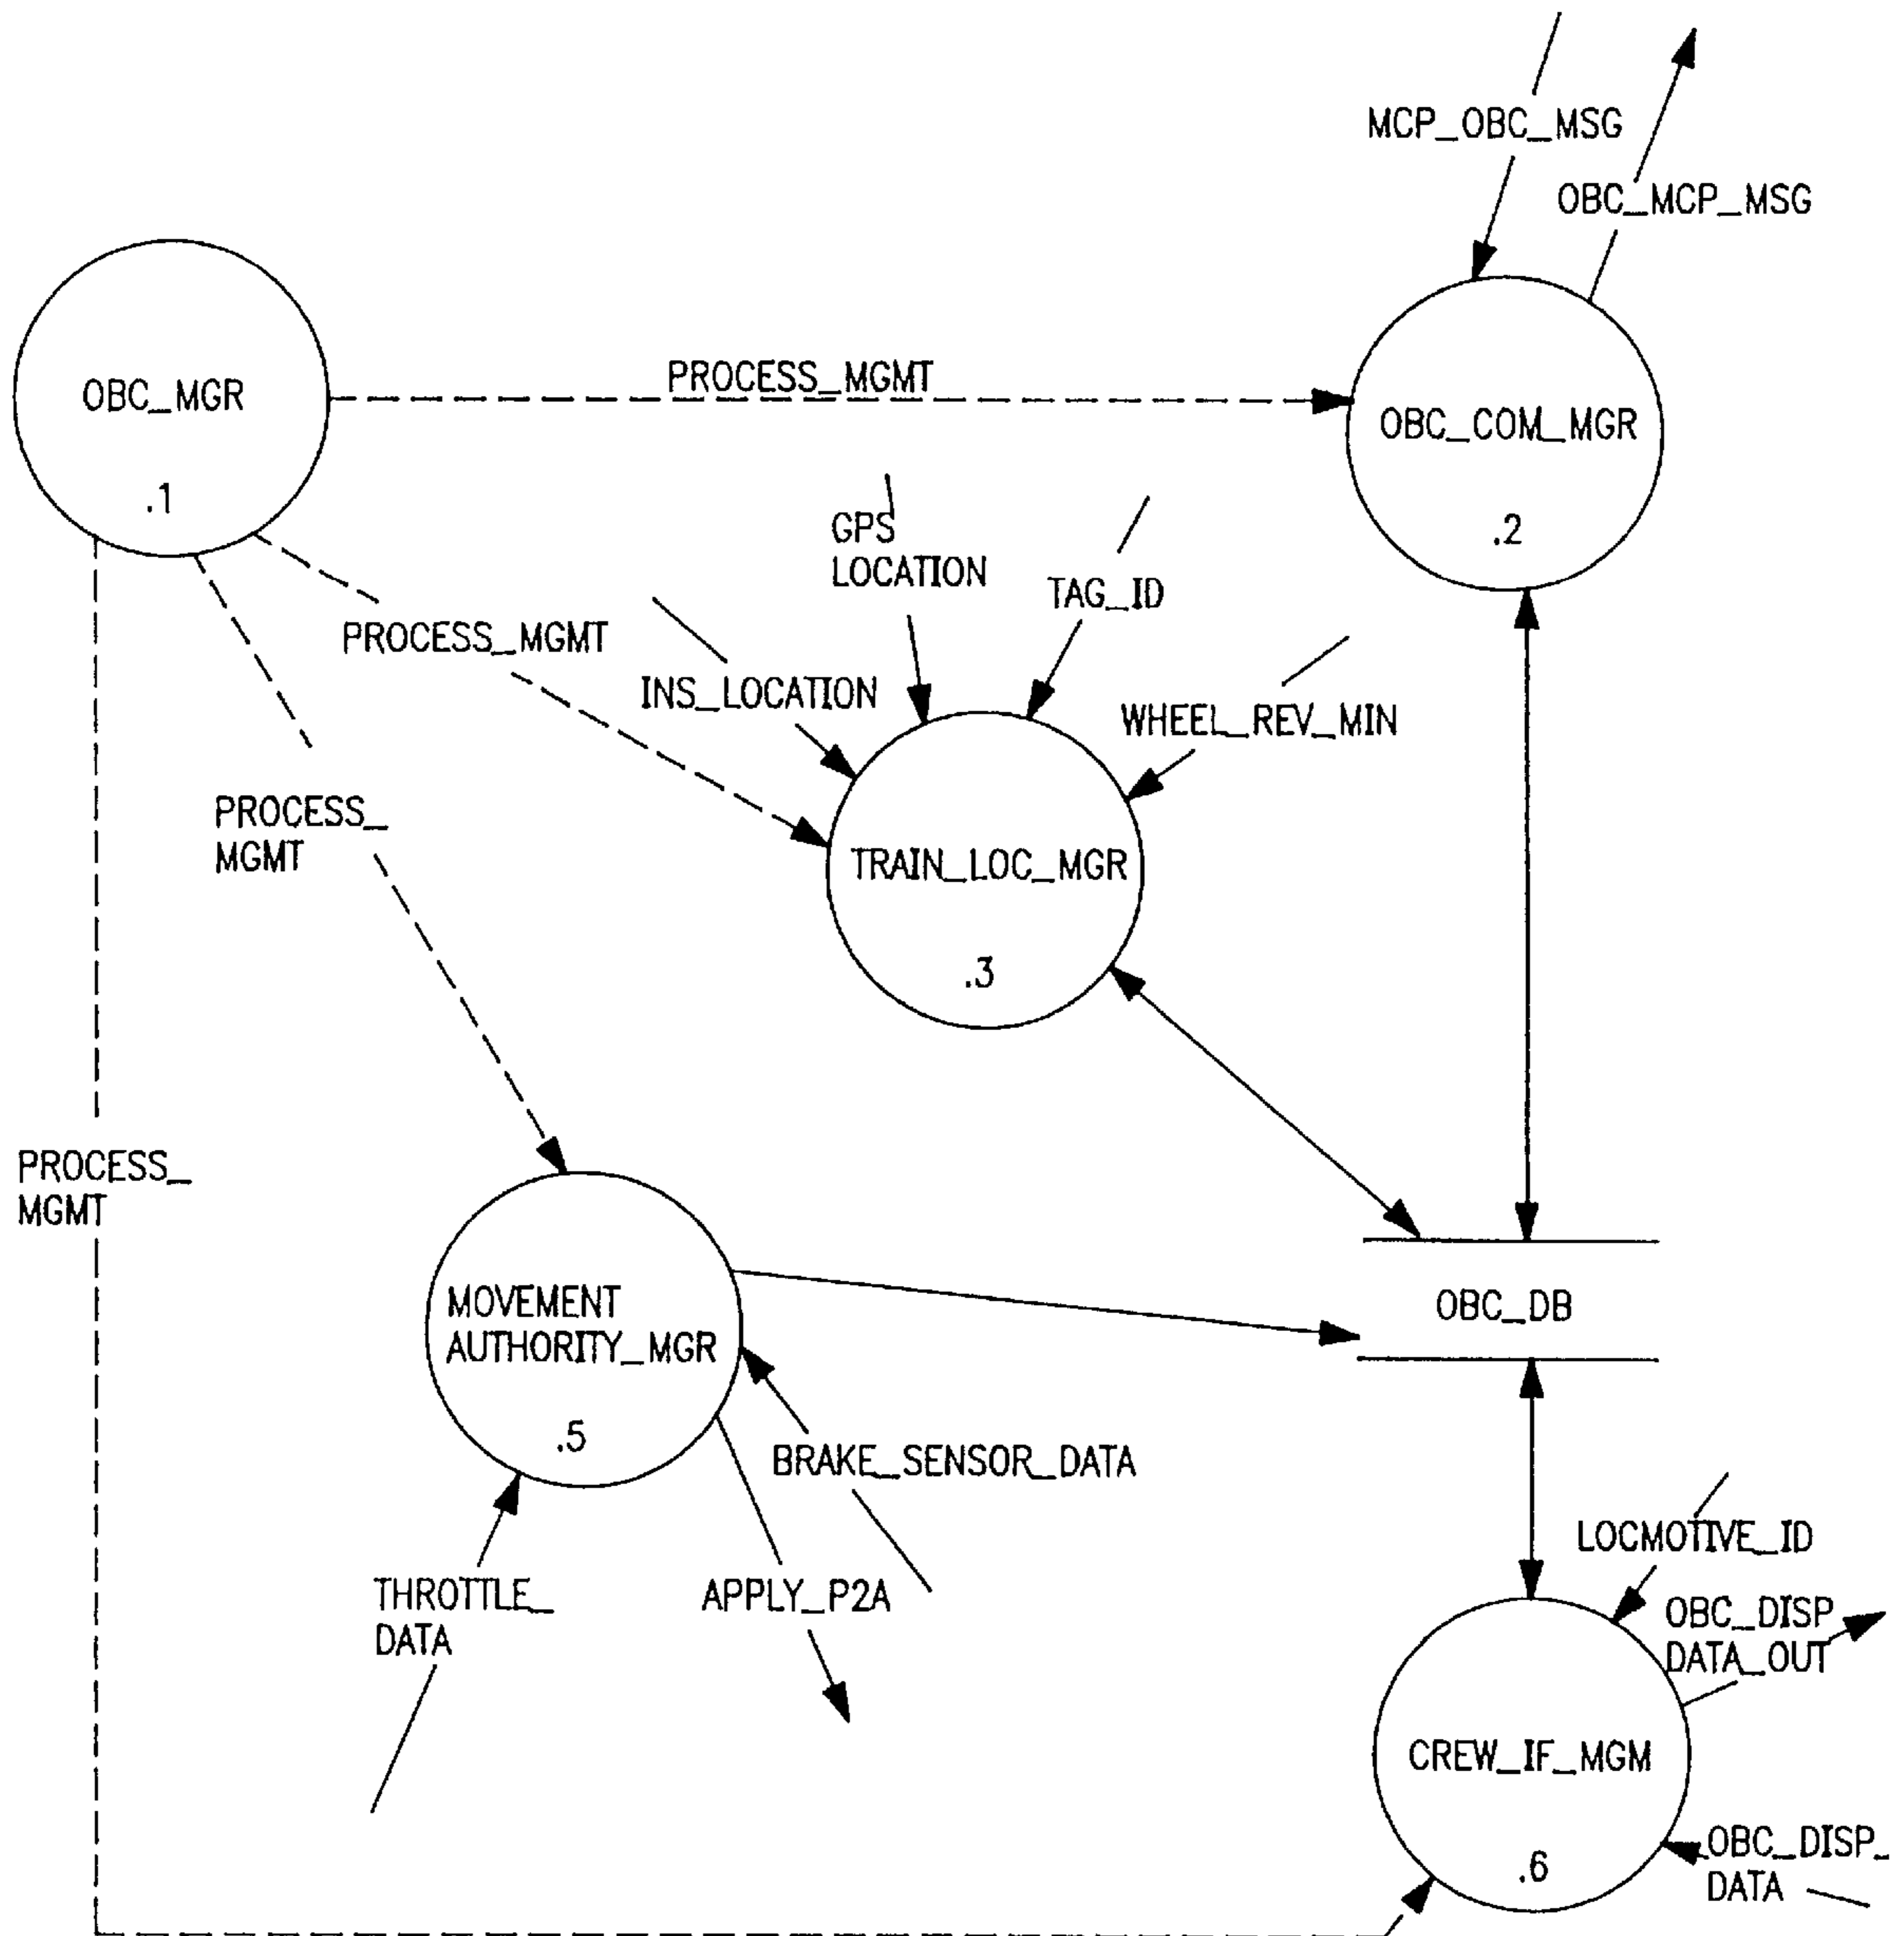 MCP_OBC_MSG
OBC_MCP_MSG
OBC_MGR
.1
PROCESS_MGMT
OBC_COM_MGR
.2
GPS
LOCATION
TAG_ID
PROCESS_MGMT
INS_LOCATION
WHEEL_REV_MIN
PROCESS_
MGMT
TRAIN_LOC_MGR
.3
PROCESS_
MGMT
MOVEMENT
AUTHORITY_MGR
.5
OBC_DB
BRAKE_SENSOR_DATA
THROTTLE_
DATA
APPLY_P2A
LOCMOTIVE_ID
OBC_DISP
DATA_OUT
CREW_IF_MGM
.6
OBC_DISP_
DATA